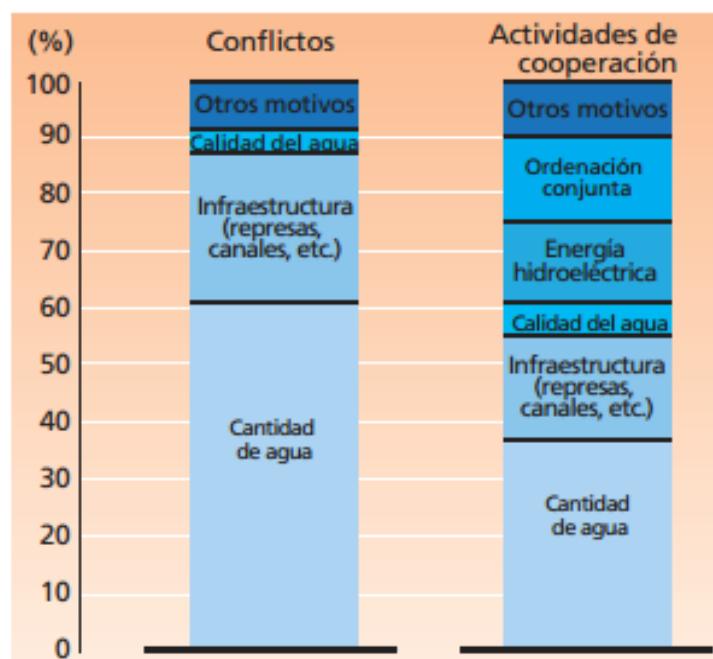 (%)
Conflictos
Actividades de
cooperación
100
90
80
70
60
50
40
30
20
10
0
Otros motivos
Calidad del agua
Infraestructura
(represas,
canales, etc.)
Cantidad
de agua
Otros motivos
Ordenación
conjunta
Energía
hidroeléctrica
Calidad del agua
Infraestructura
(represas,
canales, etc.)
Cantidad
de agua